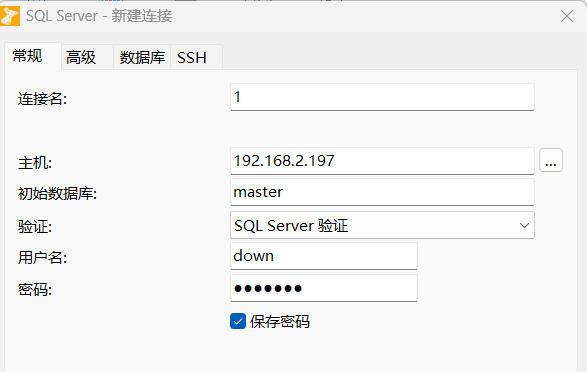 SQL Server - 新建连接
常规 高级 数据库 SSH
连接名: 1
主机: 192.168.2.197 ...
初始数据库: master
验证: SQL Server 验证
用户名: down
密码: ●●●●●●●
保存密码